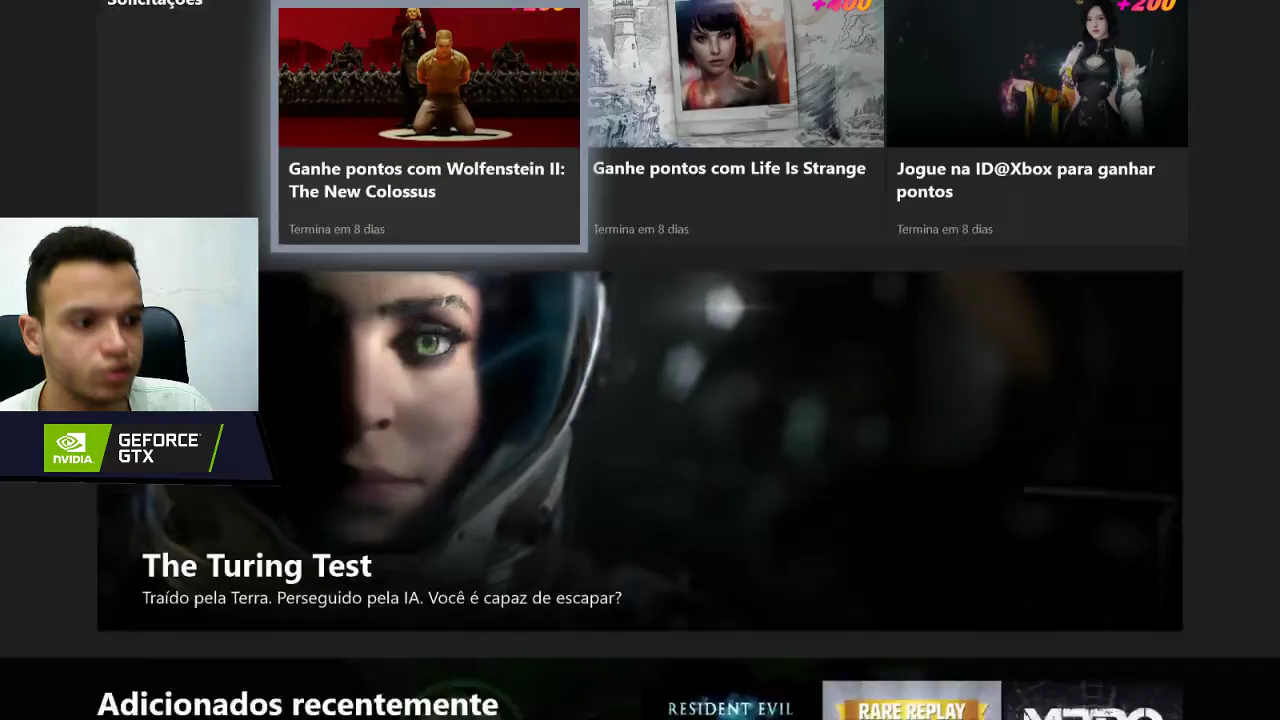 Solicitações
+200
+400
+200
Ganhe pontos com Wolfenstein II:
The New Colossus
Termina em 8 dias
Ganhe pontos com Life Is Strange
Termina em 8 dias
Jogue na ID@Xbox para ganhar
pontos
Termina em 8 dias
NVIDIA.
GEFORCE
GTX
The Turing Test
Traído pela Terra. Perseguido pela IA. Você é capaz de escapar?
Adicionados recentemente
RESIDENT EVIL
RARE REPLAY
METRO